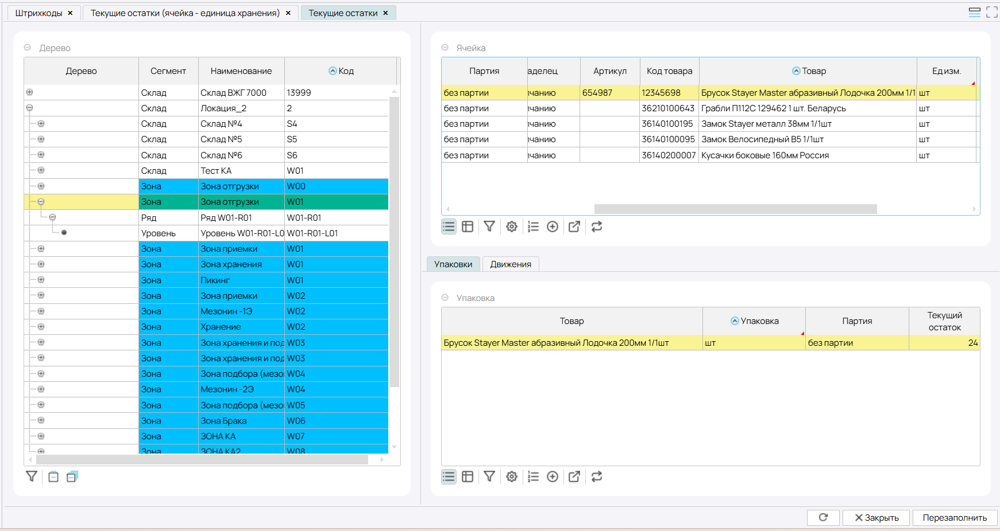 Штрихкоды × Текущие остатки (ячейка - единица хранения) × Текущие остатки ×
Дерево
Дерево Сегмент Наименование Код
Склад Склад ВЖГ 7000 13999
Склад Локация_2 2
Склад Склад №4 S4
Склад Склад №5 S5
Склад Склад №6 S6
Склад Тест КА W01
Зона Зона отгрузки W00
Зона Зона отгрузки W01
Ряд Ряд W01-R01 W01-R01
Уровень Уровень W01-R01-L0 W01-R01-L01
Зона Зона приемки W01
Зона Зона хранения W01
Зона Пикинг W01
Зона Зона приемки W02
Зона Мезонин -1Э W02
Зона Хранение W02
Зона Зона хранения и под W03
Зона Зона хранения и под W03
Зона Зона подбора (мезо W04
Зона Мезонин -2Э W04
Зона Зона подбора (мезо W05
Зона Зона Брака W06
Зона ЗОНА КА W07
Зона ЗОНА КА2 W08
Ячейка
Партия аделец Артикул Код товара Товар Ед.изм.
без партии лчанию 654987 12345698 Брусок Stayer Master абразивный Лодочка 200мм 1/1 шт
без партии лчанию 36210100643 Грабли П112С 129462 1 шт. Беларусь шт
без партии лчанию 36140100195 Замок Stayer металл 38мм 1/1шт шт
без партии лчанию 36140100095 Замок Велосипедный В5 1/1шт шт
без партии лчанию 36140200007 Кусачки боковые 160мм Россия шт
Упаковки Движения
Упаковка
Товар Упаковка Партия Текущий
остаток
Брусок Stayer Master абразивный Лодочка 200мм 1/1шт шт без партии 24
Закрыть Перезаполнить